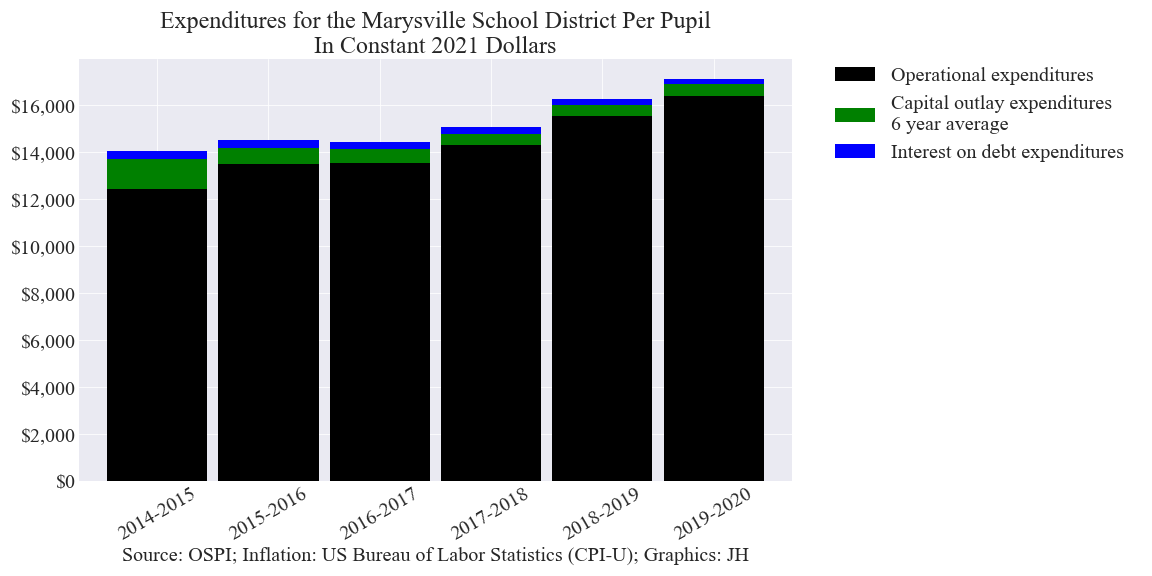 Expenditures for the Marysville School District Per Pupil
In Constant 2021 Dollars
Operational expenditures
Capital outlay expenditures
6 year average
Interest on debt expenditures
$16,000
$14,000
$12,000
$10,000
$8,000
$6,000
$4,000
$2,000
$0
2014-2015
2015-2016
2016-2017
2017-2018
2018-2019
2019-2020
Source: OSPI; Inflation: US Bureau of Labor Statistics (CPI-U); Graphics: JH